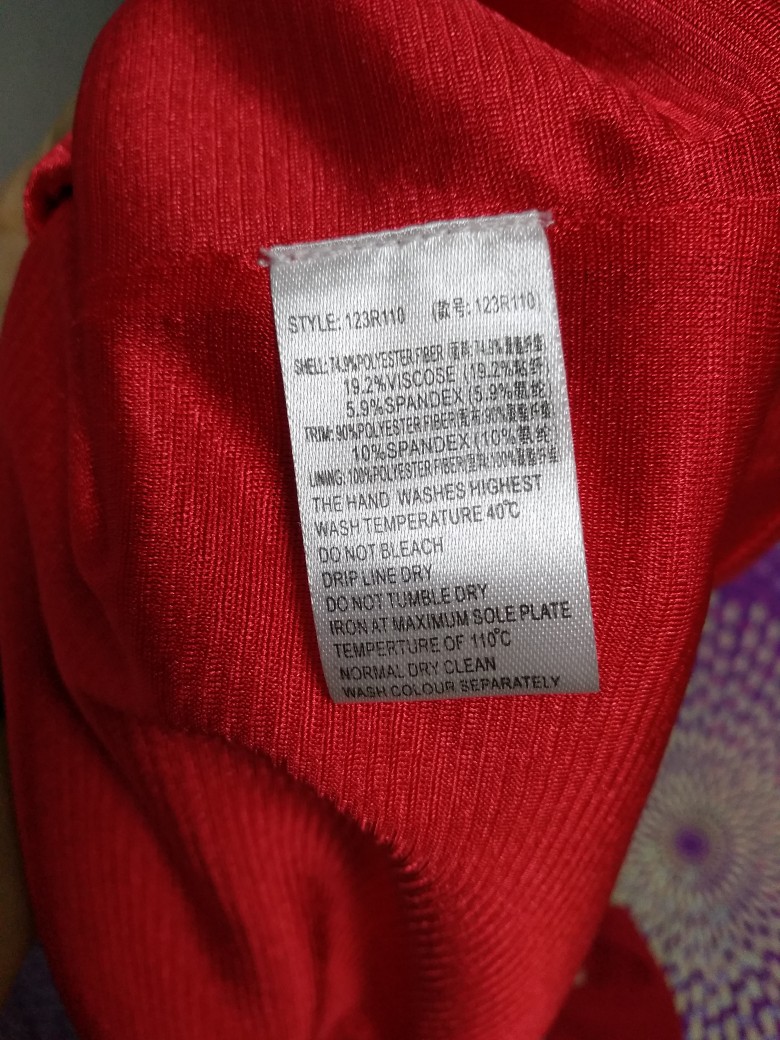 STYLE: 123R110 (款号: 123R110)
SHELL: 74.9%POLYESTER FIBER (面料: 74.9%聚酯纤维
19.2%VISCOSE (19.2%粘纤
5.9%SPANDEX (5.9%氨纶
TRIM: 90%POLYESTER FIBER 90%聚酯纤维
10%SPANDEX (10%氨纶
LINING: 100%POLYESTER FIBER 100%聚酯纤维
THE HAND WASHES HIGHEST
WASH TEMPERATURE 40℃
DO NOT BLEACH
DRIP LINE DRY
DO NOT TUMBLE DRY
IRON AT MAXIMUM SOLE PLATE
TEMPERTURE OF 110℃
NORMAL DRY CLEAN
WASH COLOUR SEPARATELY